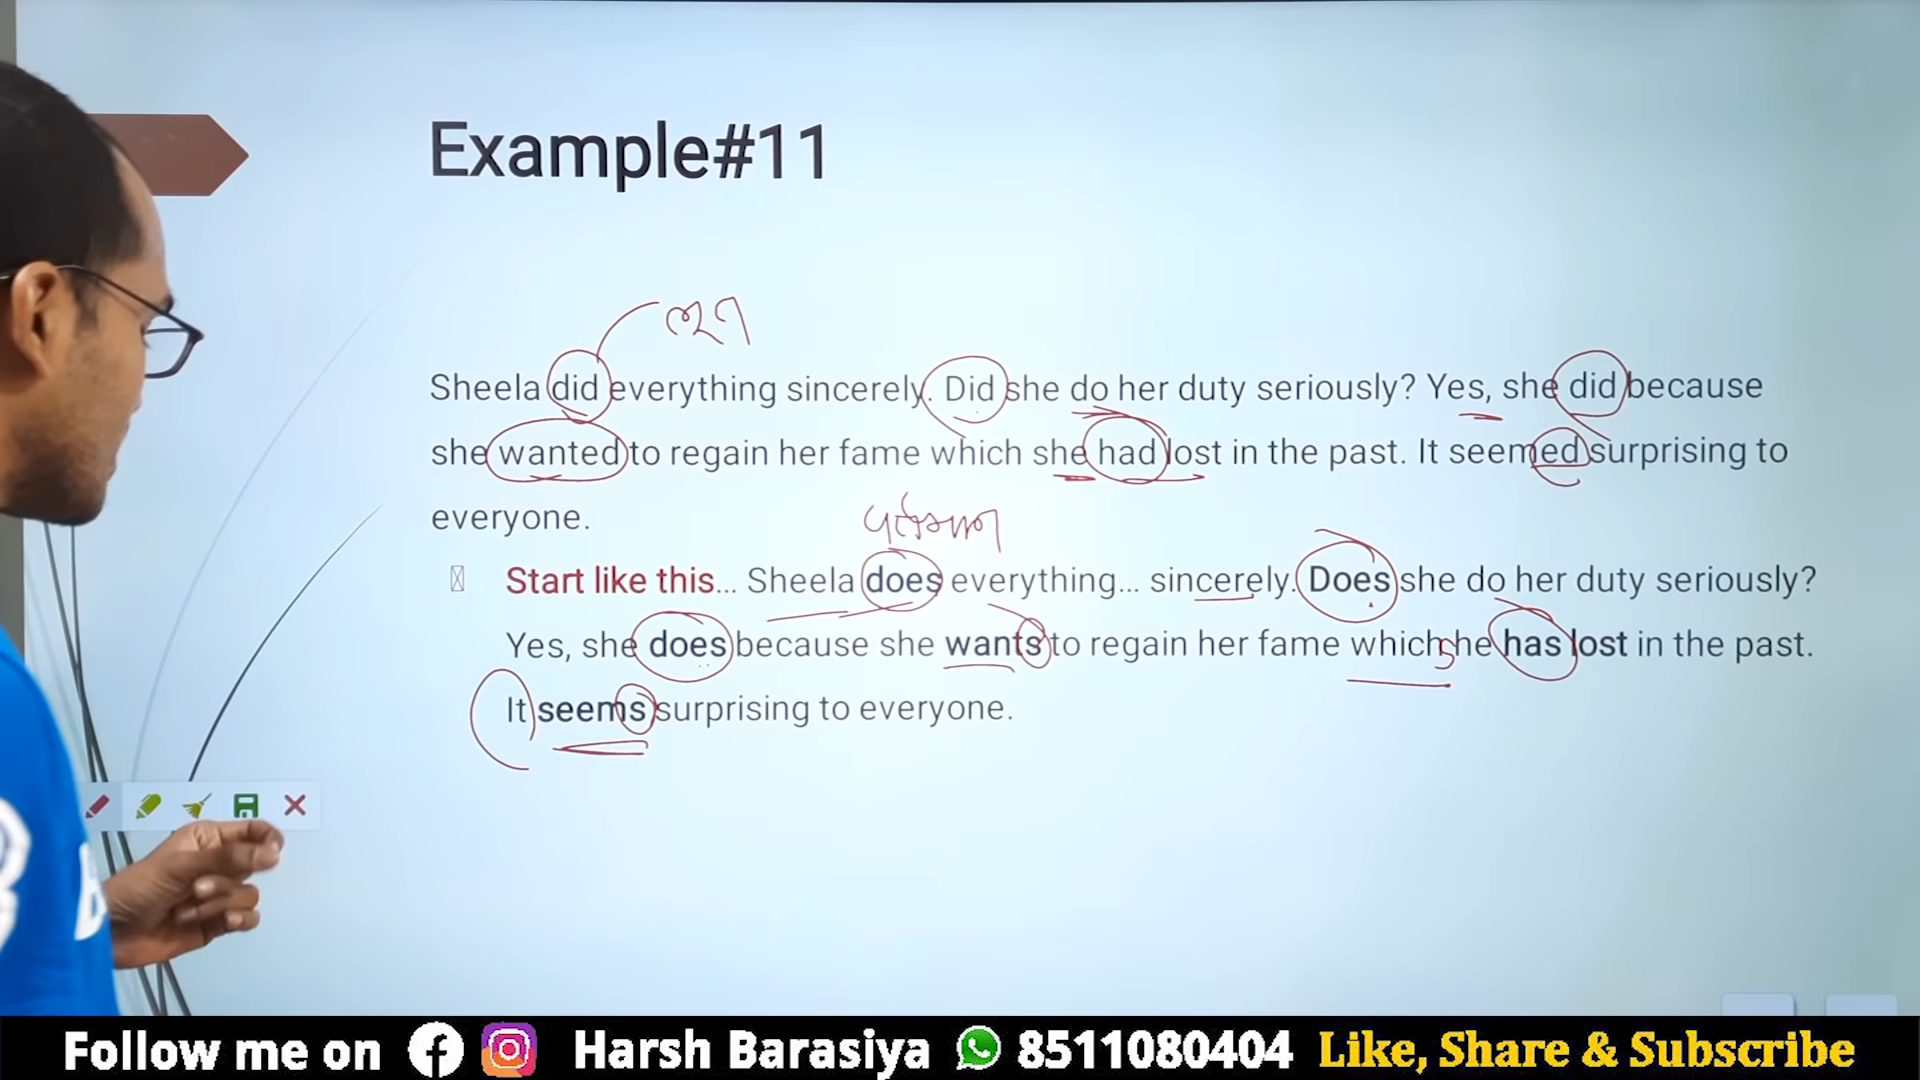 Example#11
Sheela did everything sincerely. Did she do her duty seriously? Yes, she did because
she wanted to regain her fame which she had lost in the past. It seemed surprising to
everyone.
Start like this... Sheela does everything... sincerely. Does she do her duty seriously?
Yes, she does because she wants to regain her fame which she has lost in the past.
It seems surprising to everyone.
Follow me on Harsh Barasiya 8511080404 Like, Share & Subscribe